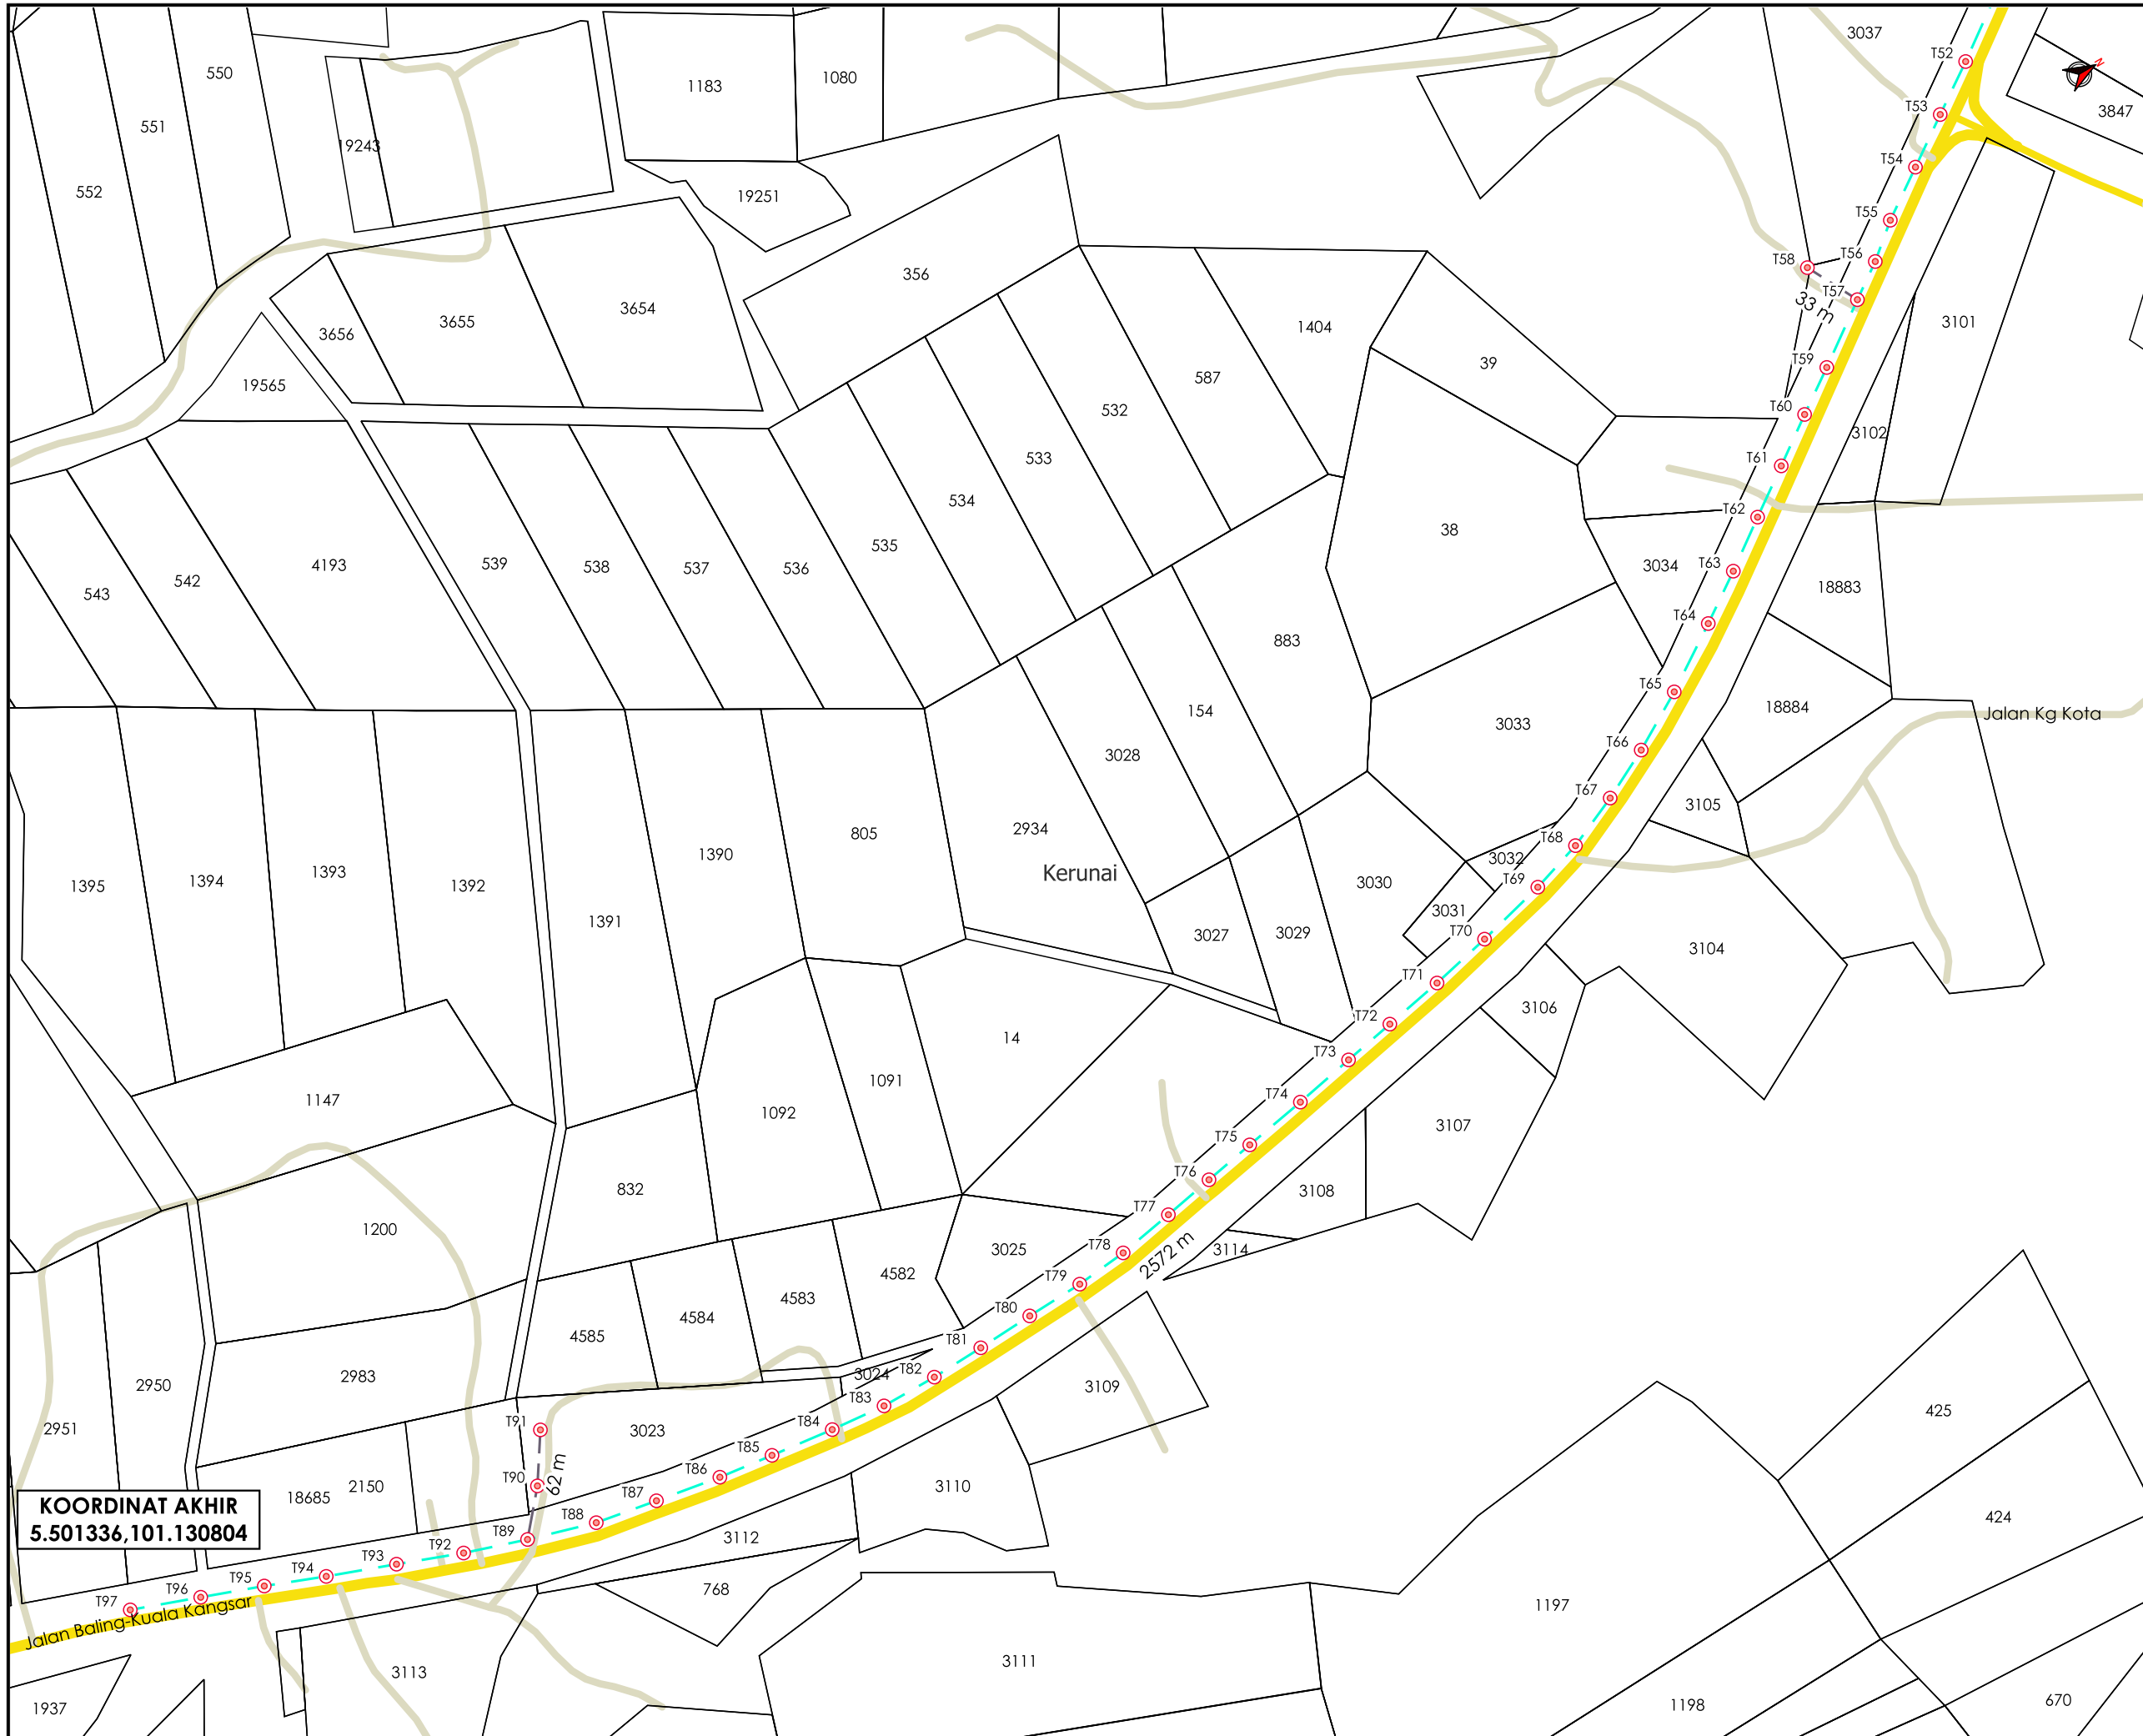 3037
T52
N
550
1183
1080
T53
3847
551
19243
T54
552
19251
T55
T56
T58
356
T57
33 m
3654
3655
3656
1404
3101
39
T59
587
19565
532
T60
3102
533
T61
534
T62
38
535
4193
539
538
537
536
3034
T63
542
543
18883
T64
883
T65
154
18884
Jalan Kg Kota
3033
3028
T66
T67
3105
805
2934
T68
1390
3032
Kerunai
1395
1394
1393
1392
T69
3030
3031
1391
3027
3029
T70
3104
T71
3106
14
T72
T73
1091
1147
T74
1092
3107
T75
T76
832
3108
T77
1200
3025
T78
3114
2572 m
4582
T79
4583
T80
4584
4585
T81
2983
2950
3024
T82
3109
T83
425
2951
T91
3023
T84
T85
T90
62 m
T86
2150
18685
3110
T87
KOORDINAT AKHIR
5.501336,101.130804
T88
424
T89
3112
T92
T93
T94
T95
768
T96
T97
1197
Jalan Baling-Kuala Kangsar
3111
3113
1937
1198
670